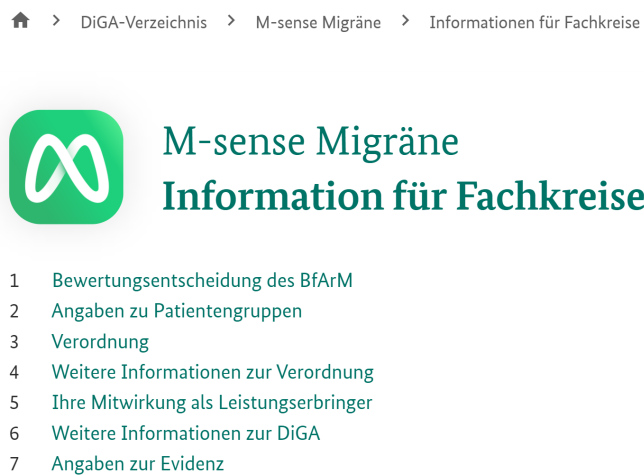 DiGA-Verzeichnis > M-sense Migräne > Informationen für Fachkreise
M-sense Migräne
Information für Fachkreise
1 Bewertungsentscheidung des BfArM
2 Angaben zu Patientengruppen
3 Verordnung
4 Weitere Informationen zur Verordnung
5 Ihre Mitwirkung als Leistungserbringer
6 Weitere Informationen zur DiGA
7 Angaben zur Evidenz